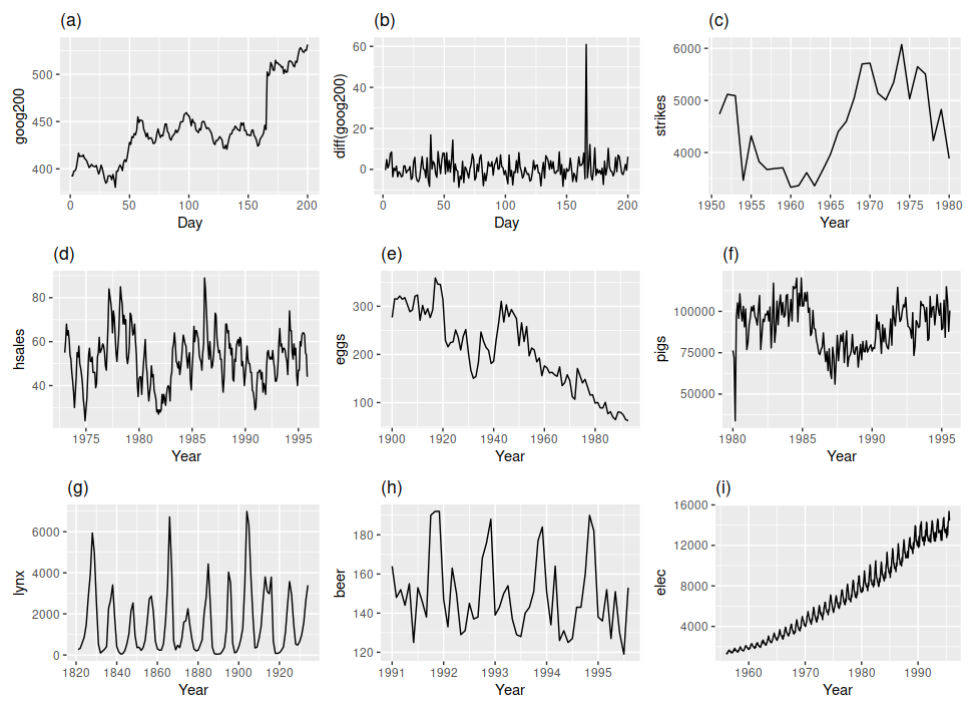 (a)
goog200
500
450
400
0 50 100 150 200
Day
(b)
diff(goog200)
60
40
20
0
0 50 100 150 200
Day
(c)
strikes
6000
5000
4000
1950 1955 1960 1965 1970 1975 1980
Year
(d)
heales
80
60
40
1975 1980 1985 1990 1995
Year
(e)
eggs
300
200
100
1900 1920 1940 1960 1980
Year
(f)
pigs
100000
75000
50000
1980 1985 1990 1995
Year
(g)
lynx
6000
4000
2000
0
1820 1840 1860 1880 1900 1920
Year
(h)
beer
180
160
140
120
1991 1992 1993 1994 1995
Year
(i)
elec
16000
12000
8000
4000
1960 1970 1980 1990
Year